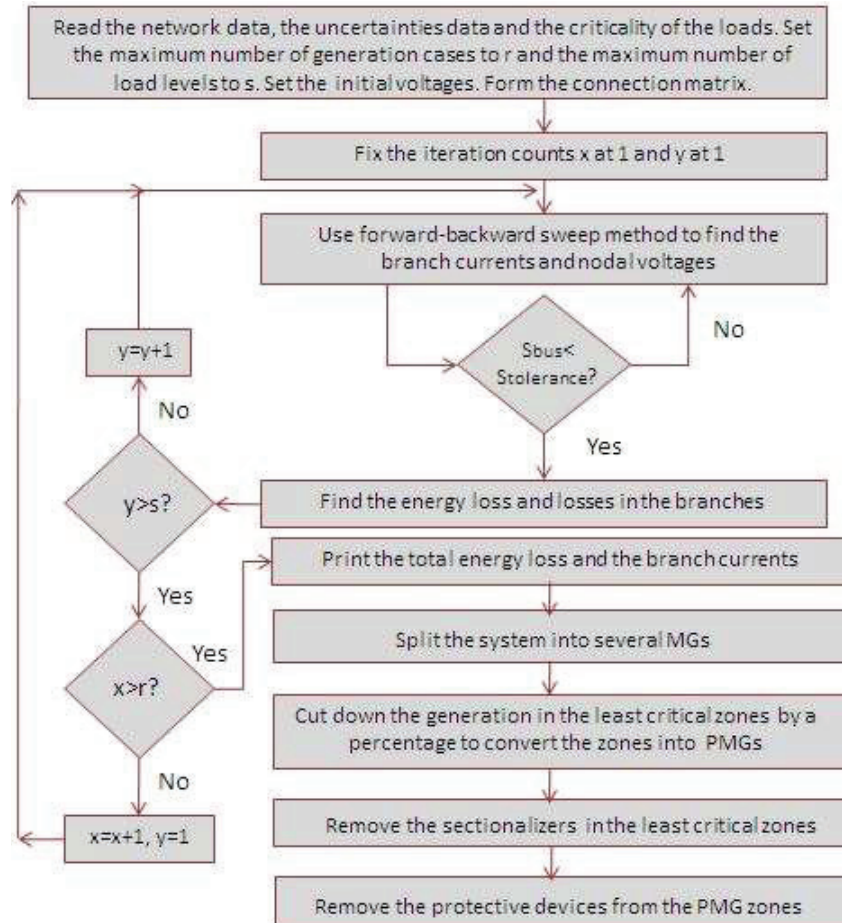 Read the network data, the uncertainties data and the criticality of the loads. Set
the maximum number of generation cases to r and the maximum number of
load levels to s. Set the initial voltages. Form the connection matrix.
Fix the iteration counts x at 1 and y at 1
Use forward-backward sweep method to find the
branch currents and nodal voltages
Sbus<
Stolerance?
No
Yes
Find the energy loss and losses in the branches
y>s?
No
y=y+1
Yes
x>r?
Yes
No
x=x+1, y=1
Print the total energy loss and the branch currents
Split the system into several MGs
Cut down the generation in the least critical zones by a
percentage to convert the zones into PMGs
Remove the sectionalizers in the least critical zones
Remove the protective devices from the PMG zones